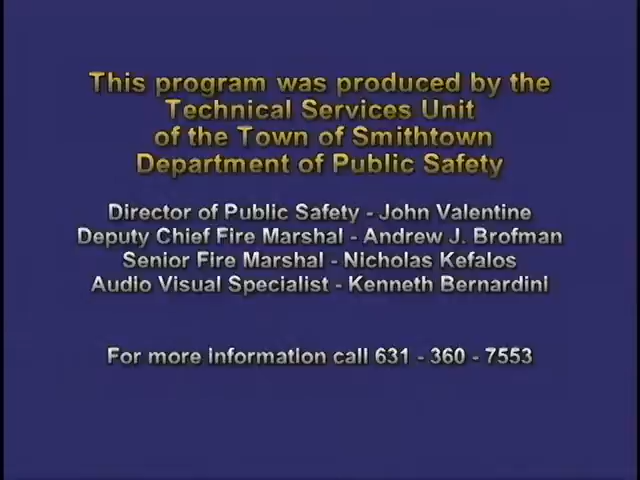 This program was produced by the
Technical Services Unit
of the Town of Smithtown
Department of Public Safety
Director of Public Safety - John Valentine
Deputy Chief Fire Marshal - Andrew J. Brofman
Senior Fire Marshal - Nicholas Kefalos
Audio Visual Specialist - Kenneth Bernardini
For more information call 631 - 360 - 7553